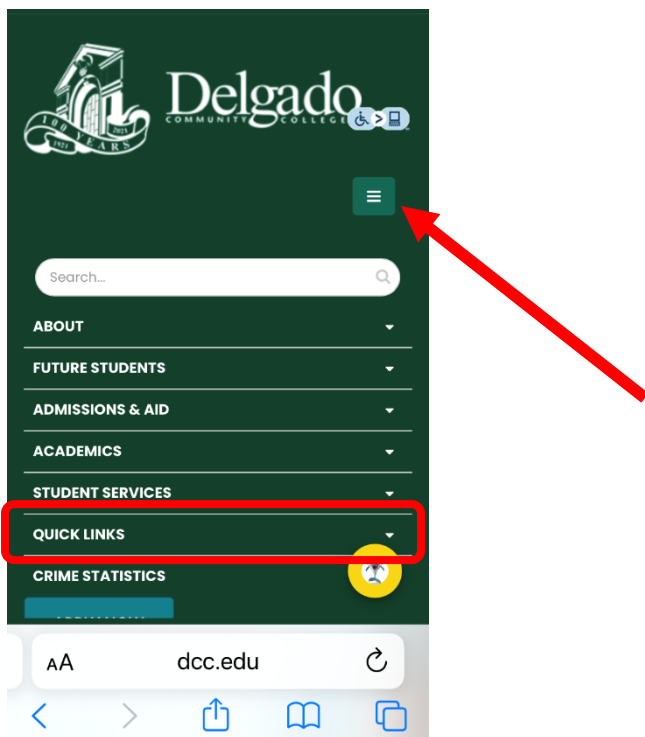 100 YEARS
1921 2021
Delgado
COMMUNITY COLLEGE
Search...
ABOUT
FUTURE STUDENTS
ADMISSIONS & AID
ACADEMICS
STUDENT SERVICES
QUICK LINKS
CRIME STATISTICS
AA dcc.edu